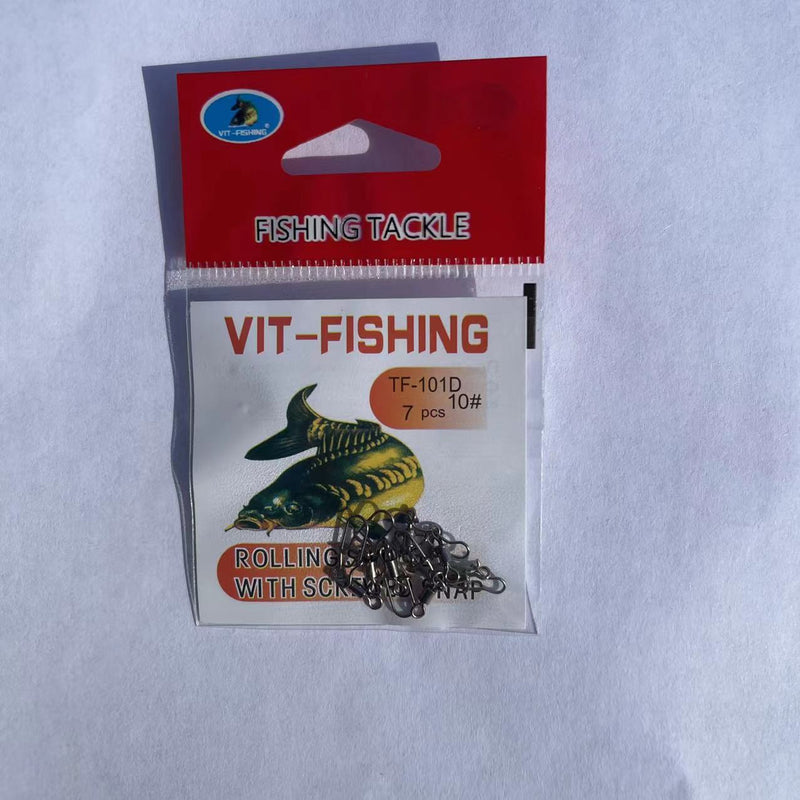 VIT-FISHING
FISHING TACKLE
VIT-FISHING
TF-101D
10#
7 pcs
ROLLING
WITH